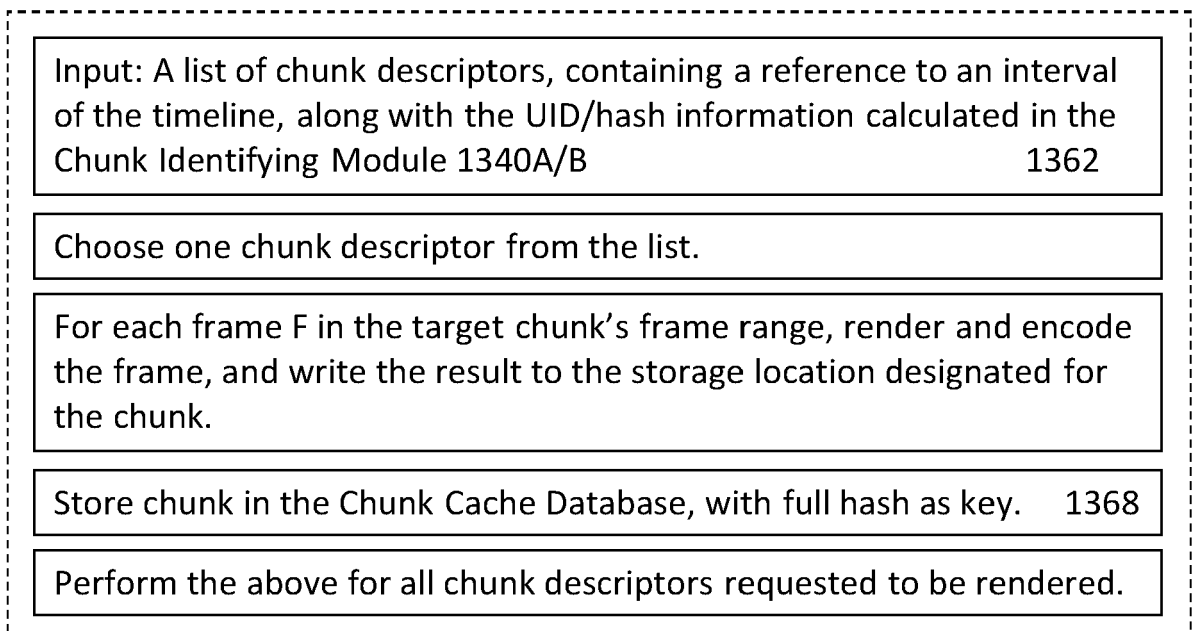 Input: A list of chunk descriptors, containing a reference to an interval
of the timeline, along with the UID/hash information calculated in the
Chunk Identifying Module 1340A/B 1362
Choose one chunk descriptor from the list.
For each frame F in the target chunk’s frame range, render and encode
the frame, and write the result to the storage location designated for
the chunk.
Store chunk in the Chunk Cache Database, with full hash as key. 1368
Perform the above for all chunk descriptors requested to be rendered.